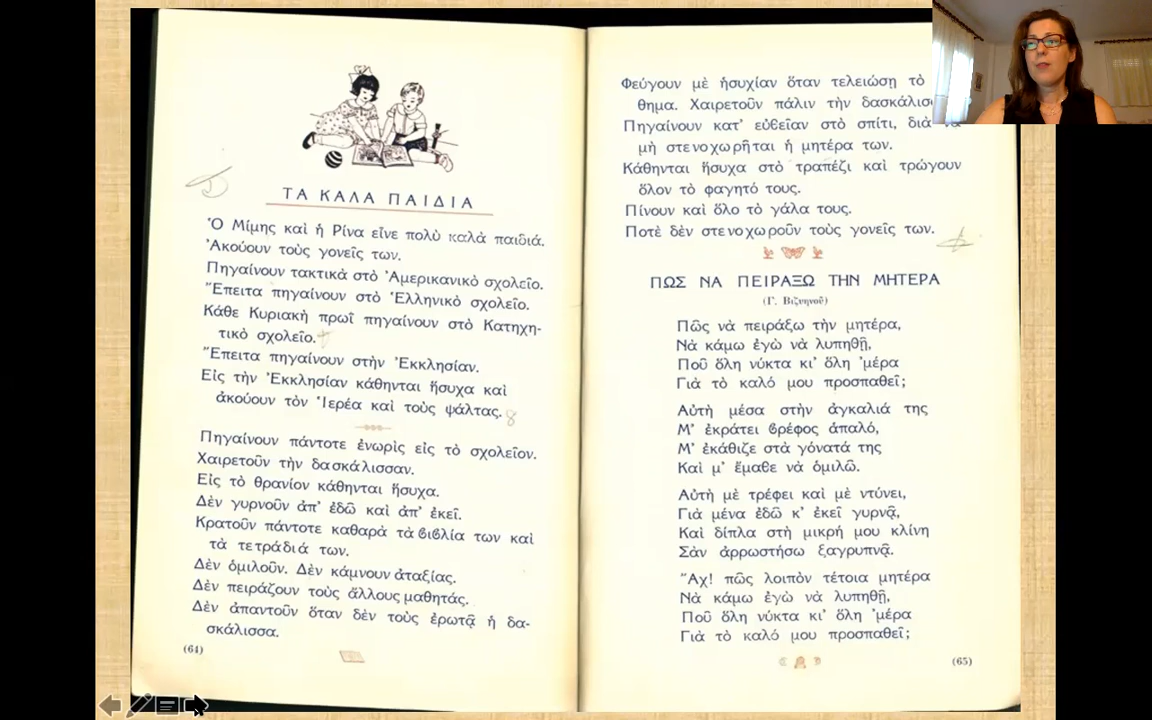 ΤΑ ΚΑΛΑ ΠΑΙΔΙΑ
Ὁ Μίμης καὶ ἡ Ρίνα εἶνε πολὺ καλὰ παιδιά.
Ἀκούουν τοὺς γονεῖς των.
Πηγαίνουν τακτικὰ στὸ Ἀμερικανικὸ σχολεῖο.
Ἔπειτα πηγαίνουν στὸ Ἑλληνικὸ σχολεῖο.
Κάθε Κυριακὴ πρωῒ πηγαίνουν στὸ Κατηχη-
τικὸ σχολεῖο.
Ἔπειτα πηγαίνουν στὴν Ἐκκλησίαν.
Εἰς τὴν Ἐκκλησίαν κάθηνται ἥσυχα καὶ
ἀκούουν τὸν Ἱερέα καὶ τοὺς ψάλτας.
8
Πηγαίνουν πάντοτε ἐνωρὶς εἰς τὸ σχολεῖον.
Χαιρετοῦν τὴν δασκάλισσαν.
Εἰς τὸ θρανίον κάθηνται ἥσυχα.
Δὲν γυρνοῦν ἀπ' ἐδῶ καὶ ἀπ' ἐκεῖ.
Κρατοῦν πάντοτε καθαρὰ τὰ βιβλία των καὶ
τὰ τετράδιά των.
Δὲν ὁμιλοῦν. Δὲν κάμνουν ἀταξίας.
Δὲν πειράζουν τοὺς ἄλλους μαθητάς.
Δὲν ἀπαντοῦν ὅταν δὲν τοὺς ἐρωτᾷ ἡ δα-
σκάλισσα.
(64)
Φεύγουν μὲ ἡσυχίαν ὅταν τελειώσῃ τὸ
θημα. Χαιρετοῦν πάλιν τὴν
Πηγαίνουν κατ' εὐθεῖαν στὸ σπίτι, διὰ νὰ
μὴ στενοχωρῆται ἡ μητέρα των.
Κάθηνται ἥσυχα στὸ τραπέζι καὶ τρώγουν
ὅλον τὸ φαγητό τους.
Πίνουν καὶ ὅλο τὸ γάλα τους.
Ποτὲ δὲν στενοχωροῦν τοὺς γονεῖς των.
ΠΩΣ ΝΑ ΠΕΙΡΑΞΩ ΤΗΝ ΜΗΤΕΡΑ
(Γ. Βιζυηνοῦ)
Πῶς νὰ πειράξω τὴν μητέρα,
Νὰ κάμω ἐγὼ νὰ λυπηθῇ,
Ποῦ ὅλη νύκτα κι' ὅλη 'μέρα
Γιὰ τὸ καλό μου προσπαθεῖ;
Αὐτὴ μέσα στὴν ἀγκαλιά της
Μ' ἐκράτει βρέφος ἁπαλό,
Μ' ἐκάθιζε στὰ γόνατά της
Καὶ μ' ἔμαθε νὰ ὁμιλῶ.
Αὐτὴ μὲ τρέφει καὶ μὲ ντύνει,
Γιὰ μένα ἐδῶ κ' ἐκεῖ γυρνᾷ,
Καὶ δίπλα στὴ μικρή μου κλίνη
Σὰν ἀρρωστήσω ξαγρυπνᾷ.
Ἄχ! πῶς λοιπὸν τέτοια μητέρα
Νὰ κάμω ἐγὼ νὰ λυπηθῇ,
Ποῦ ὅλη νύκτα κι' ὅλη 'μέρα
Γιὰ τὸ καλό μου προσπαθεῖ;
(65)